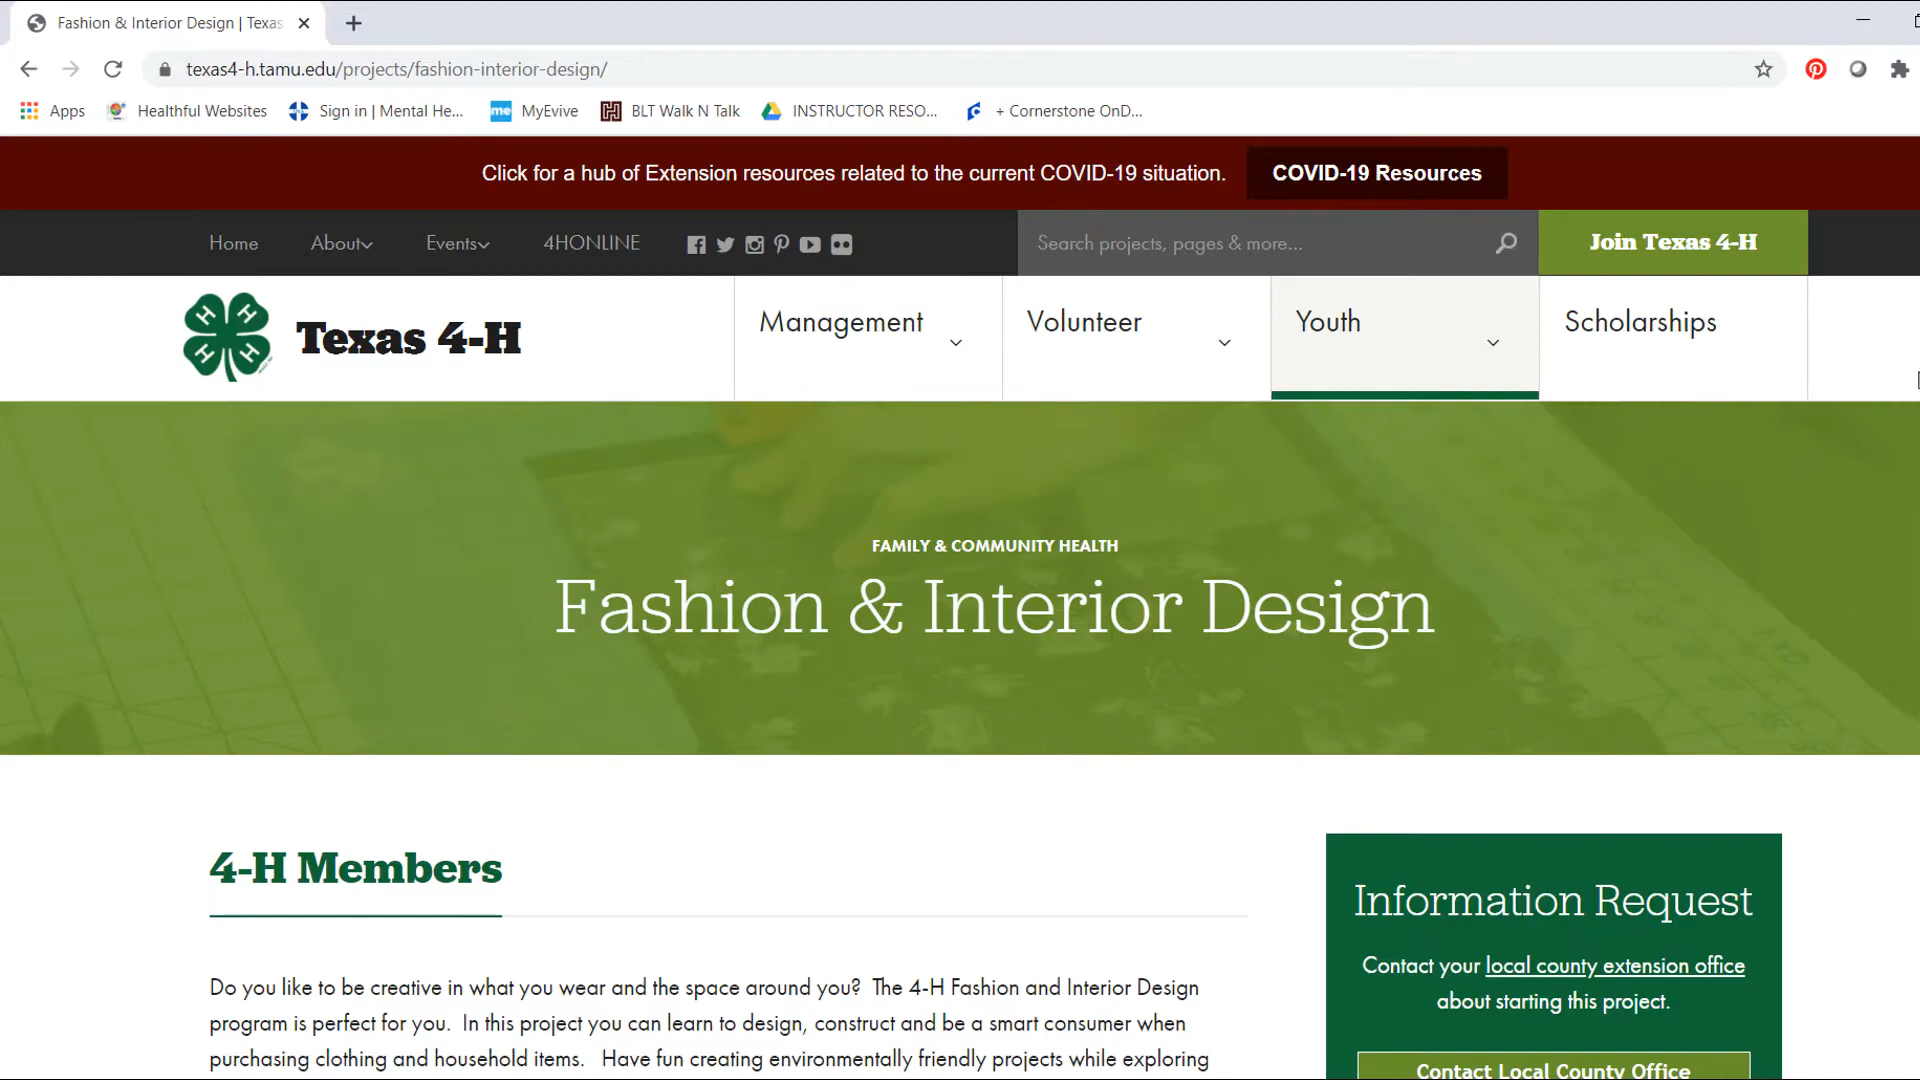 Fashion & Interior Design | Texas
texas4-h.tamu.edu/projects/fashion-interior-design/
Apps
Healthful Websites
Sign in | Mental He...
me MyEvive
BLT Walk N Talk
INSTRUCTOR RESO...
+ Cornerstone OnD...
Click for a hub of Extension resources related to the current COVID-19 situation.
COVID-19 Resources
Home
About
Events
4HONLINE
Search projects, pages & more...
Join Texas 4-H
H H H H
Texas 4-H
Management
Volunteer
Youth
Scholarships
FAMILY & COMMUNITY HEALTH
Fashion & Interior Design
4-H Members
Do you like to be creative in what you wear and the space around you? The 4-H Fashion and Interior Design
program is perfect for you. In this project you can learn to design, construct and be a smart consumer when
purchasing clothing and household items. Have fun creating environmentally friendly projects while exploring
Information Request
Contact your local county extension office
about starting this project.
Contact Local County Office